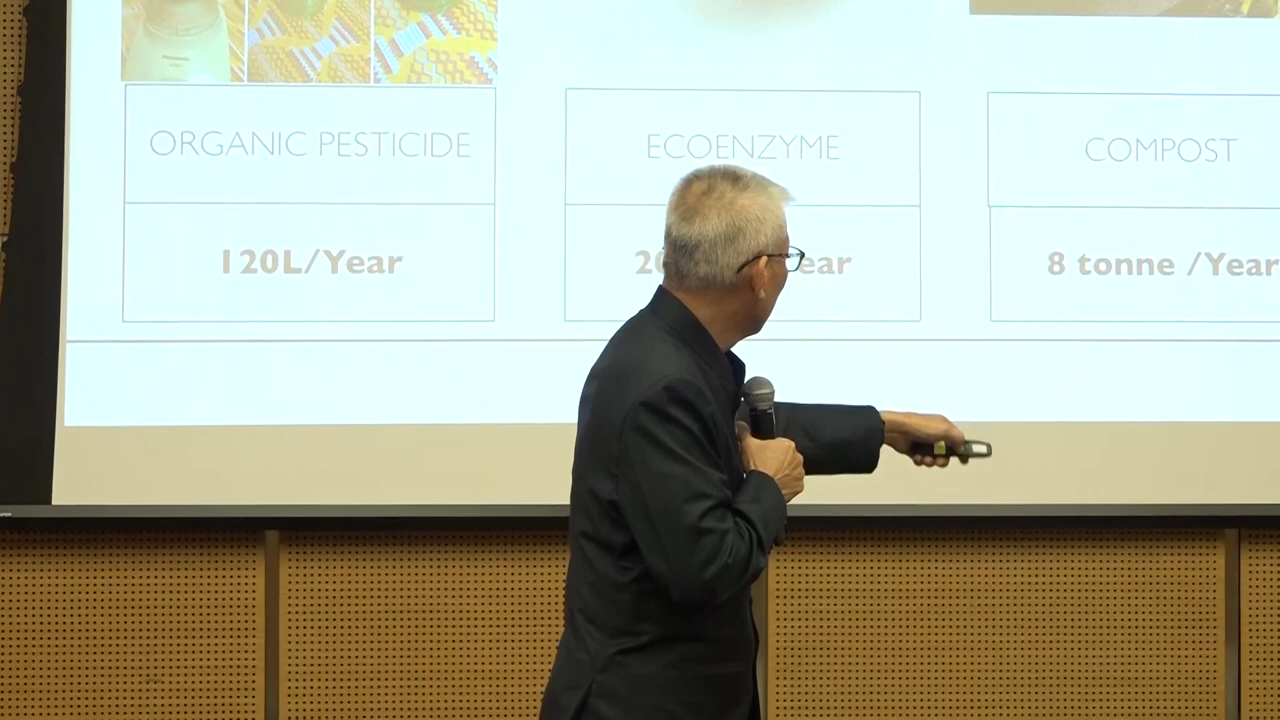 ORGANIC PESTICIDE
ECOENZYME
COMPOST
120L/Year
8 tonne /Year